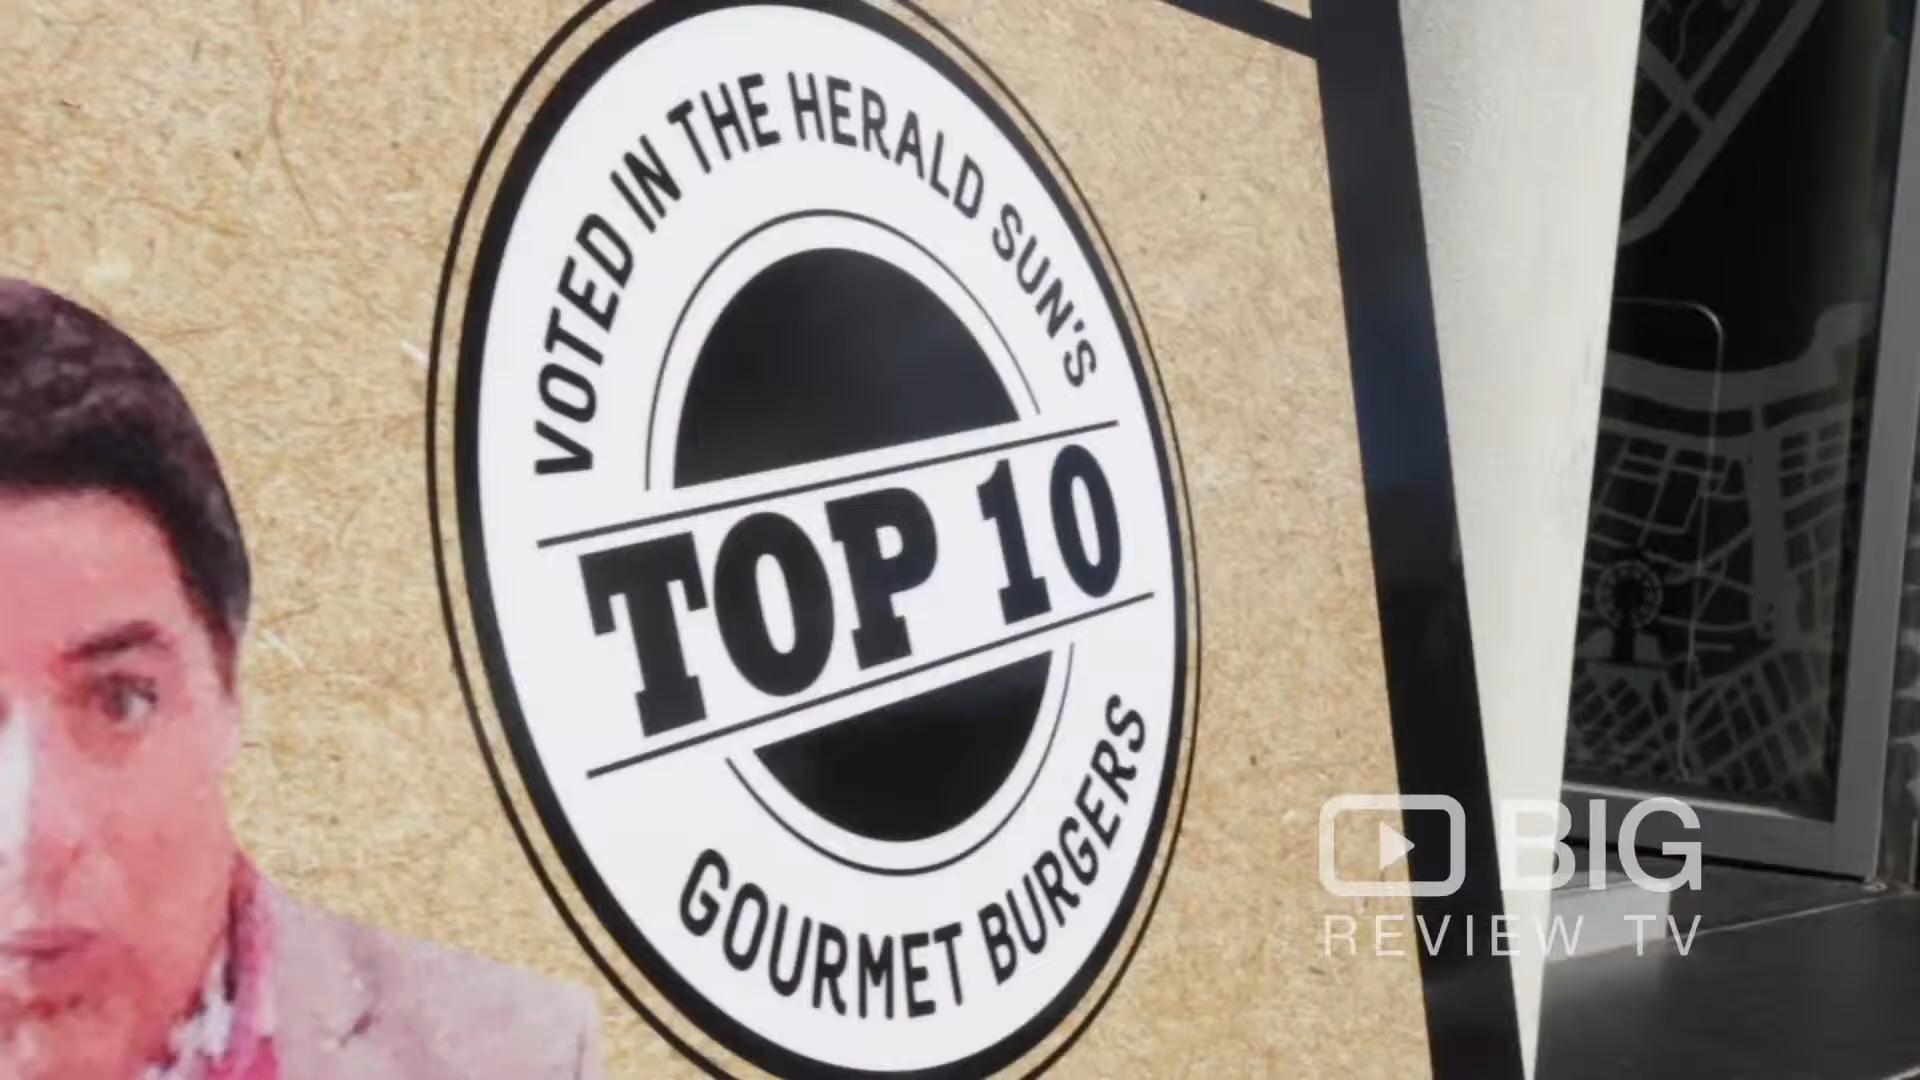 VOTED IN THE HERALD SUN'S
TOP 10
GOURMET BURGERS
BIG
REVIEW TV